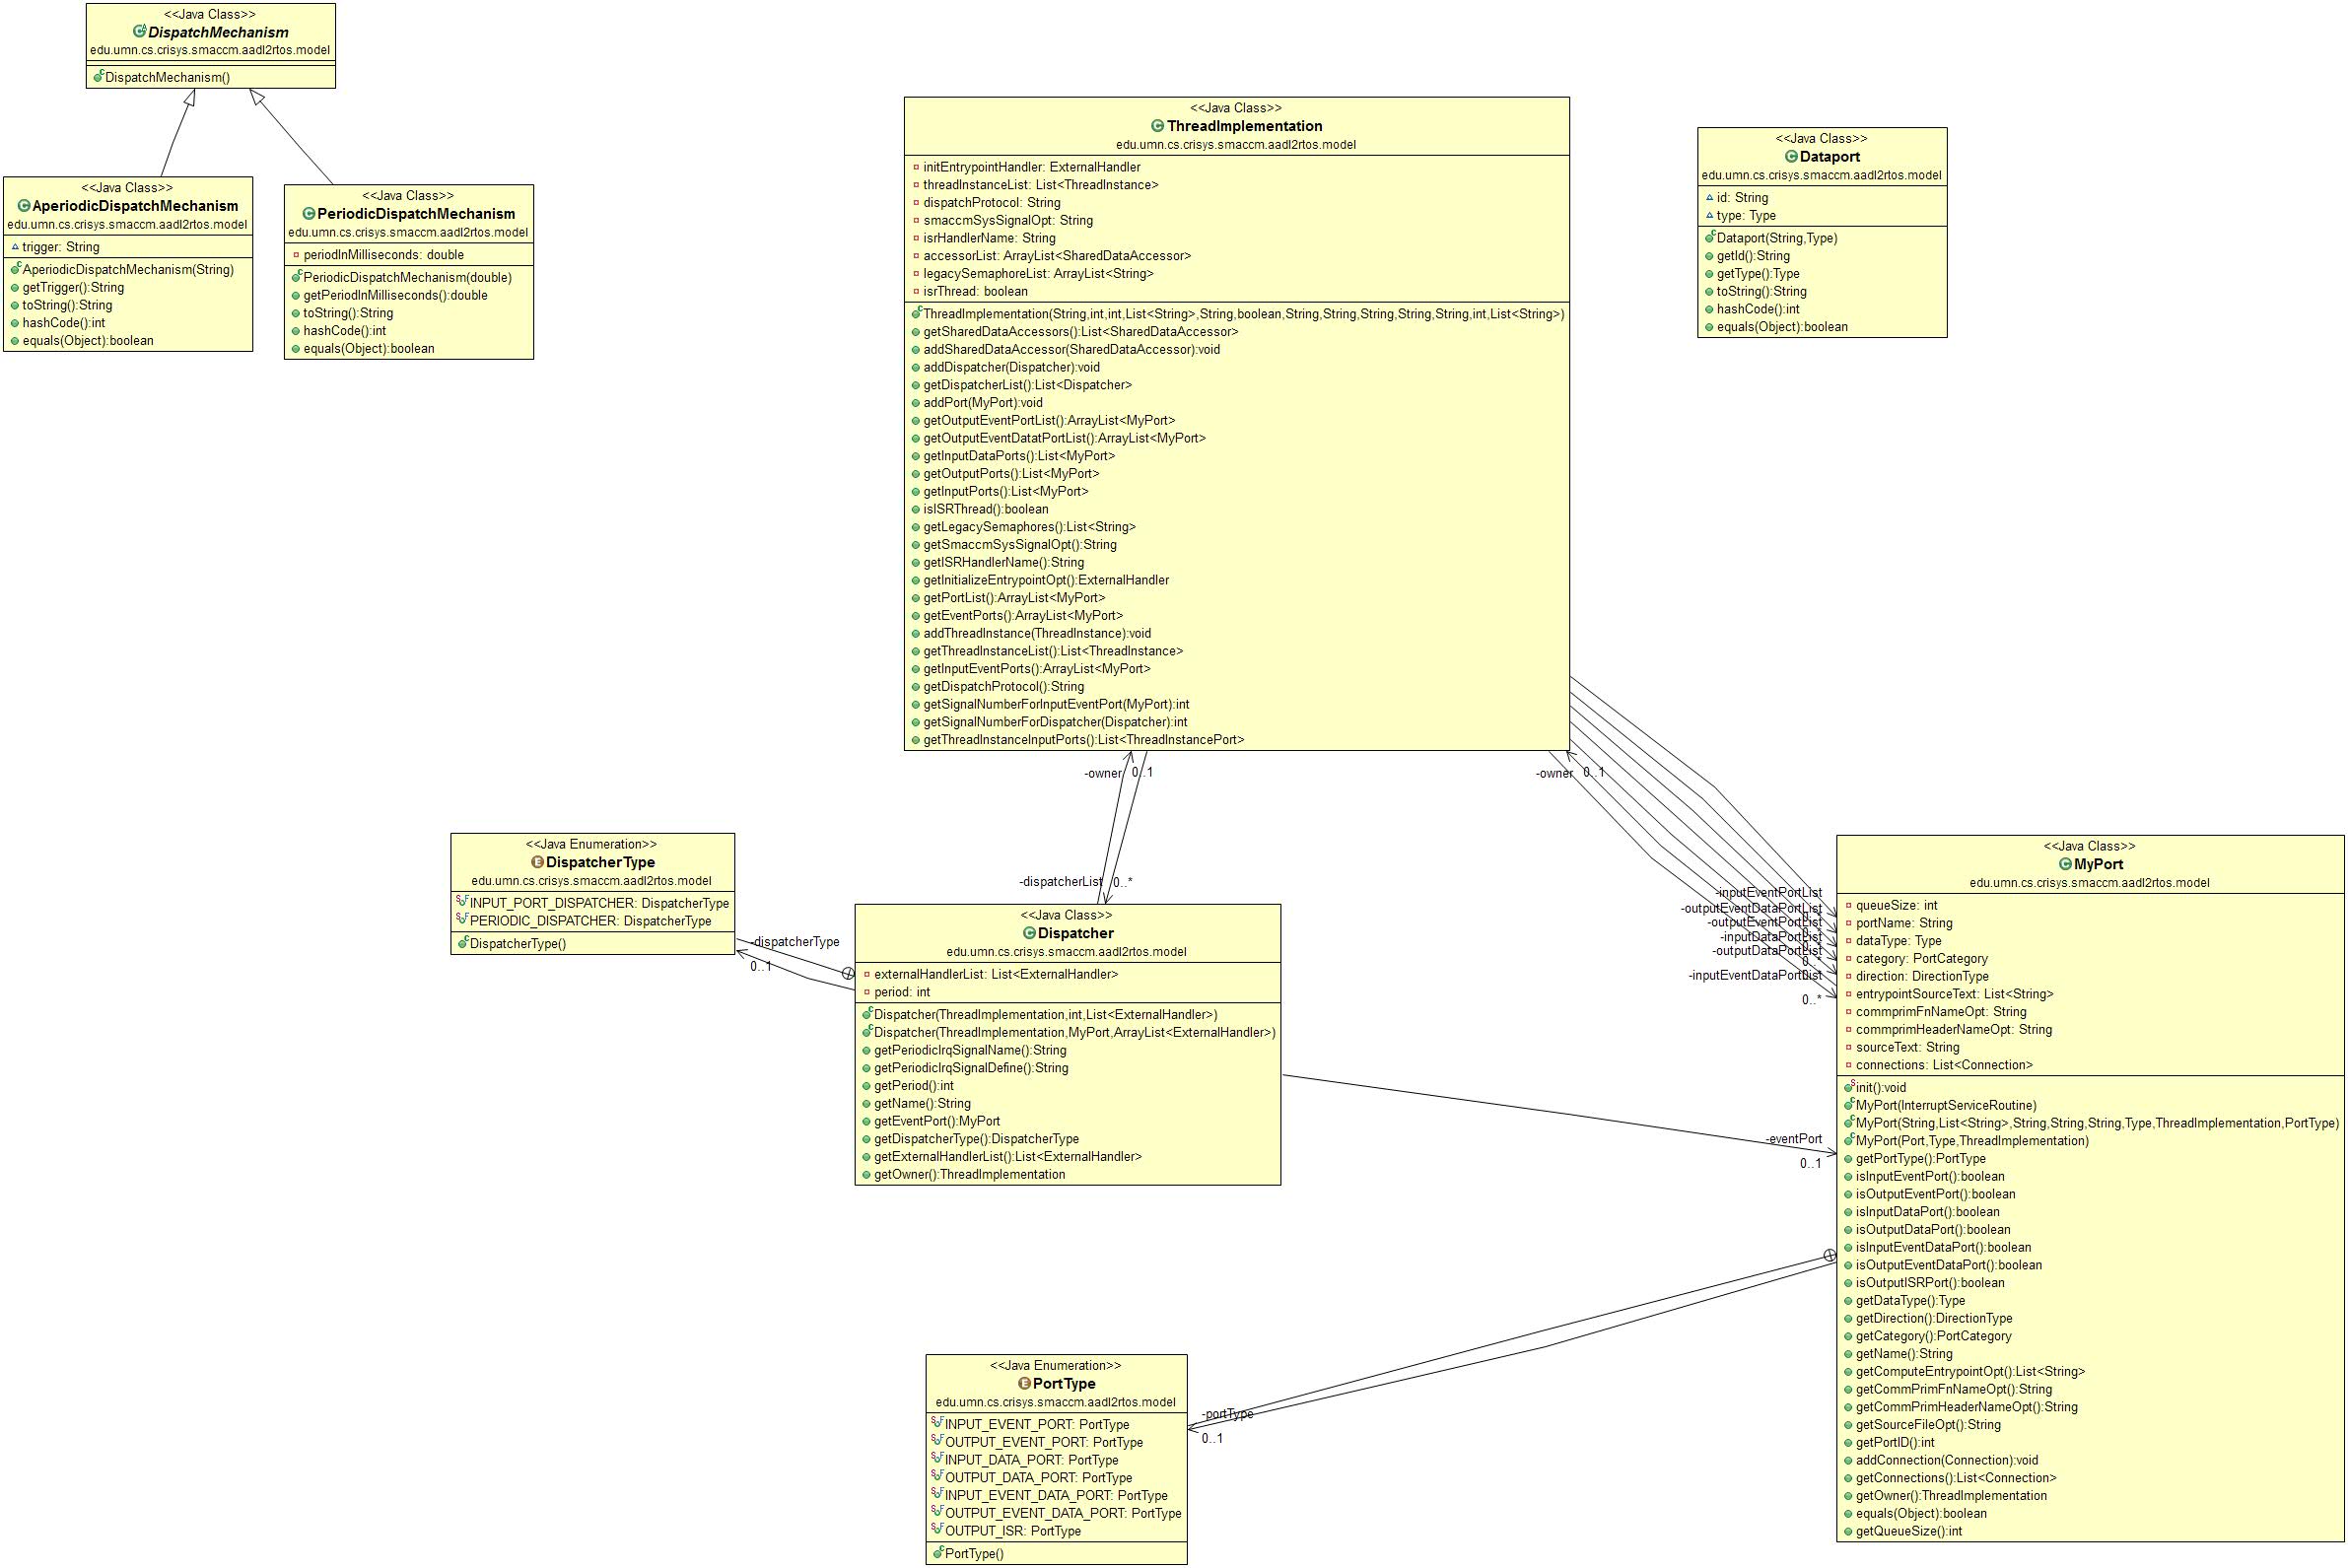 <<Java Class>>
DispatchMechanism
edu.umn.cs.crisys.smaccm.aadl2rtos.model
DispatchMechanism()
<<Java Class>>
AperiodicDispatchMechanism
edu.umn.cs.crisys.smaccm.aadl2rtos.model
trigger: String
AperiodicDispatchMechanism(String)
getTrigger():String
toString():String
hashCode():int
equals(Object):boolean
<<Java Class>>
PeriodicDispatchMechanism
edu.umn.cs.crisys.smaccm.aadl2rtos.model
periodInMilliseconds: double
PeriodicDispatchMechanism(double)
getPeriodInMilliseconds():double
toString():String
hashCode():int
equals(Object):boolean
<<Java Class>>
ThreadImplementation
edu.umn.cs.crisys.smaccm.aadl2rtos.model
initEntrypointHandler: ExternalHandler
threadInstanceList: List<ThreadInstance>
dispatchProtocol: String
smaccmSysSignalOpt: String
isrHandlerName: String
accessorList: ArrayList<SharedDataAccessor>
legacySemaphoreList: ArrayList<String>
isrThread: boolean
ThreadImplementation(String,int,int,List<String>,String,boolean,String,String,String,String,String,int,List<String>)
getSharedDataAccessors():List<SharedDataAccessor>
addSharedDataAccessor(SharedDataAccessor):void
addDispatcher(Dispatcher):void
getDispatcherList():List<Dispatcher>
addPort(MyPort):void
getOutputEventPortList():ArrayList<MyPort>
getOutputEventDatatPortList():ArrayList<MyPort>
getInputDataPorts():List<MyPort>
getOutputPorts():List<MyPort>
getInputPorts():List<MyPort>
isISRThread():boolean
getLegacySemaphores():List<String>
getSmaccmSysSignalOpt():String
getISRHandlerName():String
getInitializeEntrypointOpt():ExternalHandler
getPortList():ArrayList<MyPort>
getEventPorts():ArrayList<MyPort>
addThreadInstance(ThreadInstance):void
getThreadInstanceList():List<ThreadInstance>
getInputEventPorts():ArrayList<MyPort>
getDispatchProtocol():String
getSignalNumberForInputEventPort(MyPort):int
getSignalNumberForDispatcher(Dispatcher):int
getThreadInstanceInputPorts():List<ThreadInstancePort>
<<Java Class>>
Dataport
edu.umn.cs.crisys.smaccm.aadl2rtos.model
id: String
type: Type
Dataport(String,Type)
getId():String
getType():Type
toString():String
hashCode():int
equals(Object):boolean
-owner 0..1
-owner 0..1
<<Java Enumeration>>
DispatcherType
edu.umn.cs.crisys.smaccm.aadl2rtos.model
INPUT_PORT_DISPATCHER: DispatcherType
PERIODIC_DISPATCHER: DispatcherType
DispatcherType()
-dispatcherType
0..1
-dispatcherList 0..*
<<Java Class>>
Dispatcher
edu.umn.cs.crisys.smaccm.aadl2rtos.model
externalHandlerList: List<ExternalHandler>
period: int
Dispatcher(ThreadImplementation,int,List<ExternalHandler>)
Dispatcher(ThreadImplementation,MyPort,ArrayList<ExternalHandler>)
getPeriodicIrqSignalName():String
getPeriodicIrqSignalDefine():String
getPeriod():int
getName():String
getEventPort():MyPort
getDispatcherType():DispatcherType
getExternalHandlerList():List<ExternalHandler>
getOwner():ThreadImplementation
-inputEventPortList
-outputEventDataPortList
-outputEventPortList
-inputDataPortList
-outputDataPortList
0..*
-inputEventDataPortList
0..*
-eventPort
0..1
<<Java Class>>
MyPort
edu.umn.cs.crisys.smaccm.aadl2rtos.model
queueSize: int
portName: String
dataType: Type
category: PortCategory
direction: DirectionType
entrypointSourceText: List<String>
commprimFnNameOpt: String
commprimHeaderNameOpt: String
sourceText: String
connections: List<Connection>
init():void
MyPort(InterruptServiceRoutine)
MyPort(String,List<String>,String,String,String,Type,ThreadImplementation,PortType)
MyPort(Port,Type,ThreadImplementation)
getPortType():PortType
isInputEventPort():boolean
isOutputEventPort():boolean
isInputDataPort():boolean
isOutputDataPort():boolean
isInputEventDataPort():boolean
isOutputEventDataPort():boolean
isOutputISRPort():boolean
getDataType():Type
getDirection():DirectionType
getCategory():PortCategory
getName():String
getComputeEntrypointOpt():List<String>
getCommPrimFnNameOpt():String
getCommPrimHeaderNameOpt():String
getSourceFileOpt():String
getPortID():int
addConnection(Connection):void
getConnections():List<Connection>
getOwner():ThreadImplementation
equals(Object):boolean
getQueueSize():int
<<Java Enumeration>>
PortType
edu.umn.cs.crisys.smaccm.aadl2rtos.model
INPUT_EVENT_PORT: PortType
OUTPUT_EVENT_PORT: PortType
INPUT_DATA_PORT: PortType
OUTPUT_DATA_PORT: PortType
INPUT_EVENT_DATA_PORT: PortType
OUTPUT_EVENT_DATA_PORT: PortType
OUTPUT_ISR: PortType
PortType()
-portType
0..1